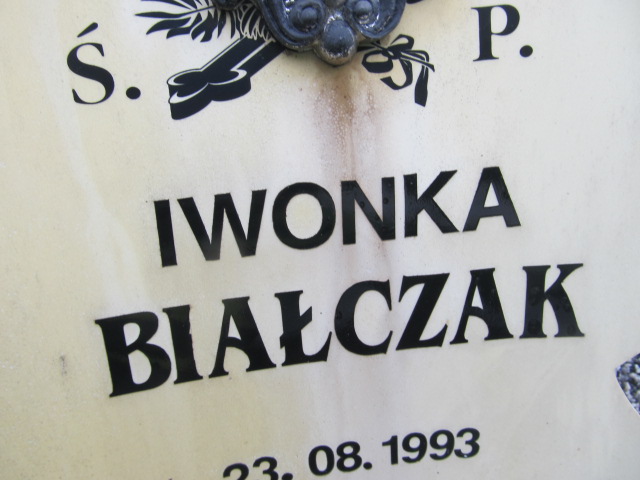 Ś. P.
IWONKA
BIAŁCZAK
23. 08. 1993